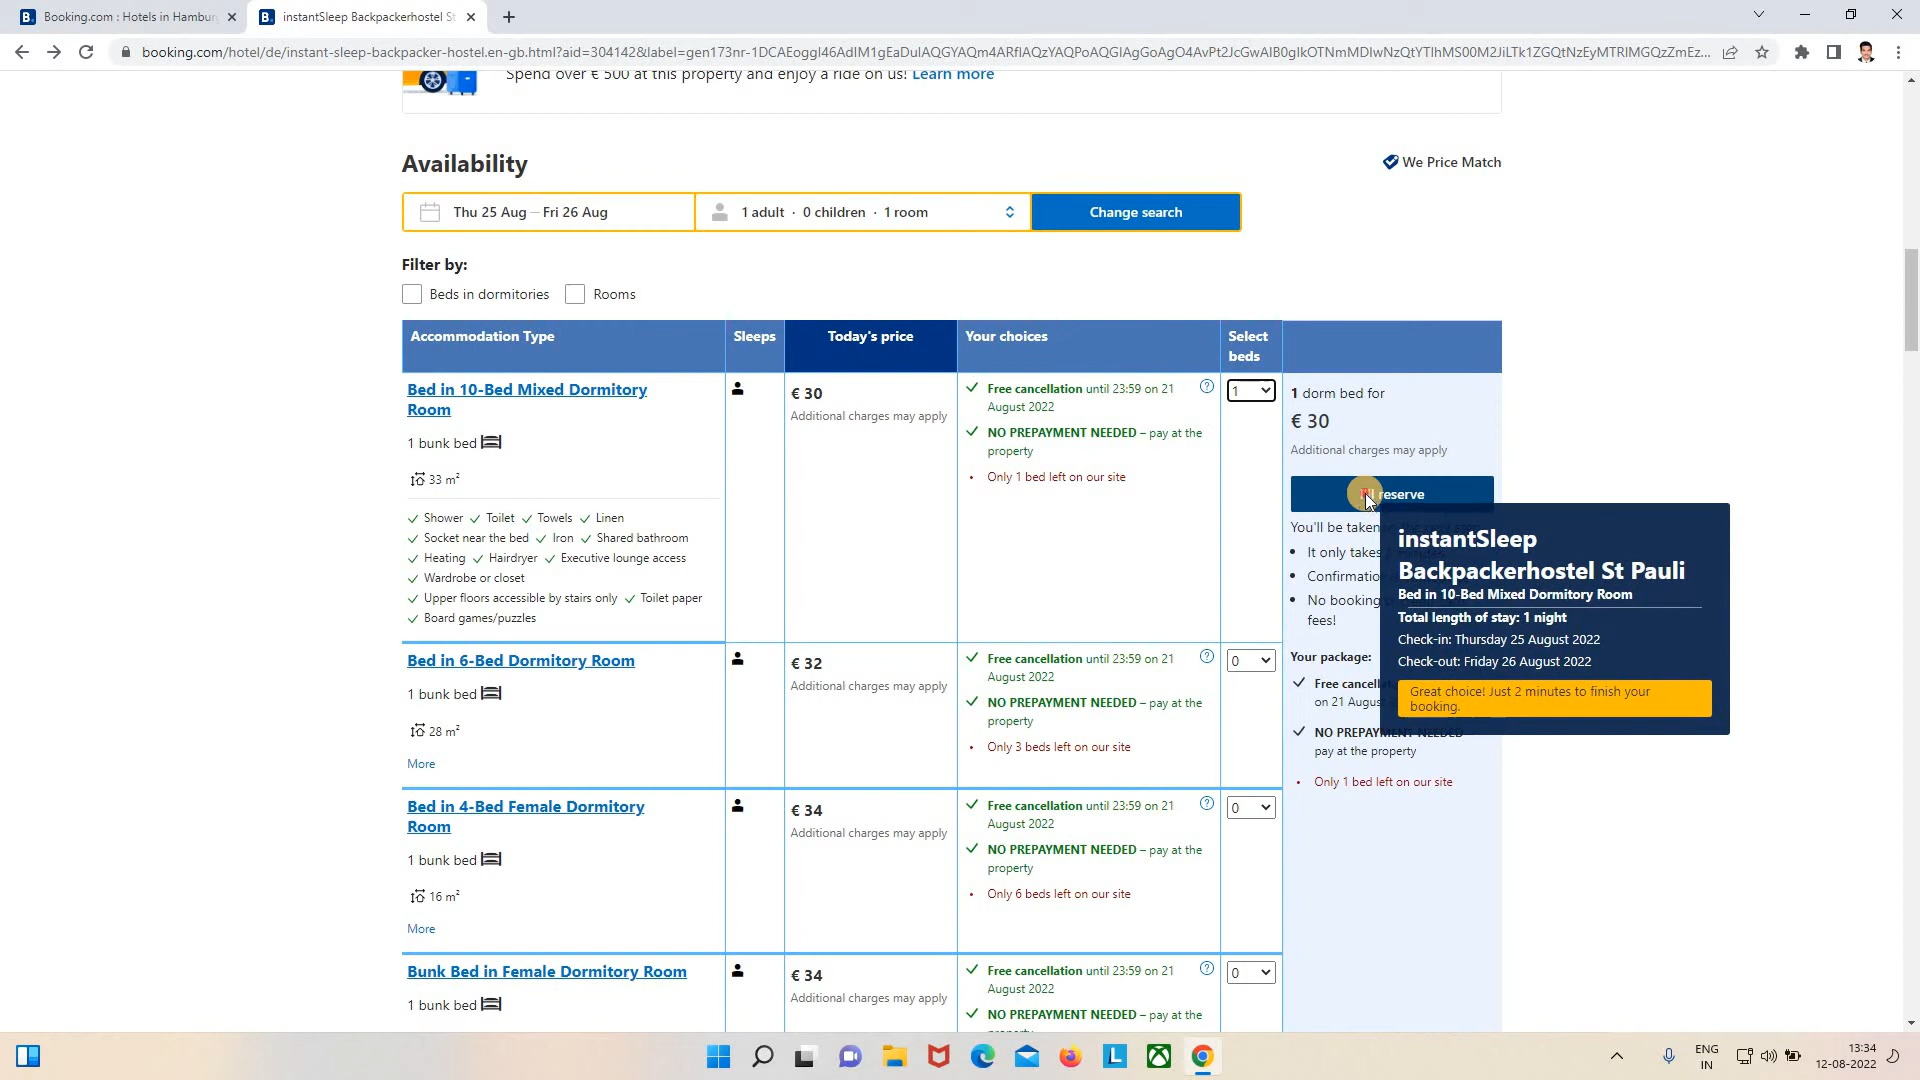 Booking.com : Hotels in Hambur
instantSleep Backpackerhostel St
booking.com/hotel/de/instant-sleep-backpacker-hostel.en-gb.html?aid=304142&label=
Spend over € 500 at this property and enjoy a ride on us! Learn more
Availability
We Price Match
Thu 25 Aug – Fri 26 Aug
1 adult · 0 children · 1 room
Change search
Filter by:
Beds in dormitories
Rooms
Accommodation Type
Sleeps
Today's price
Your choices
Select
beds
Bed in 10-Bed Mixed Dormitory
Room
1 bunk bed
33 m²
Shower Toilet Towels Linen
Socket near the bed Iron Shared bathroom
Heating Hairdryer Executive lounge access
Wardrobe or closet
Upper floors accessible by stairs only Toilet paper
Board games/puzzles
€ 30
Additional charges may apply
Free cancellation until 23:59 on 21
August 2022
NO PREPAYMENT NEEDED – pay at the
property
• Only 1 bed left on our site
1
1 dorm bed for
€ 30
Additional charges may apply
reserve
You'll be taken
• It only takes
• Confirmation
• No booking
fees!
instantSleep
Backpackerhostel St Pauli
Bed in 10-Bed Mixed Dormitory Room
Total length of stay: 1 night
Check-in: Thursday 25 August 2022
Check-out: Friday 26 August 2022
Great choice! Just 2 minutes to finish your
booking.
Your package:
Free
on 21
NO PREPAYMENT NEEDED
pay at the property
• Only 1 bed left on our site
Bed in 6-Bed Dormitory Room
1 bunk bed
28 m²
More
€ 32
Additional charges may apply
Free cancellation until 23:59 on 21
August 2022
NO PREPAYMENT NEEDED – pay at the
property
• Only 3 beds left on our site
0
Bed in 4-Bed Female Dormitory
Room
1 bunk bed
16 m²
More
€ 34
Additional charges may apply
Free cancellation until 23:59 on 21
August 2022
NO PREPAYMENT NEEDED – pay at the
property
• Only 6 beds left on our site
0
Bunk Bed in Female Dormitory Room
1 bunk bed
€ 34
Additional charges may apply
Free cancellation until 23:59 on 21
August 2022
NO PREPAYMENT NEEDED – pay at the
0
ENG
IN
13:34
12-08-2022